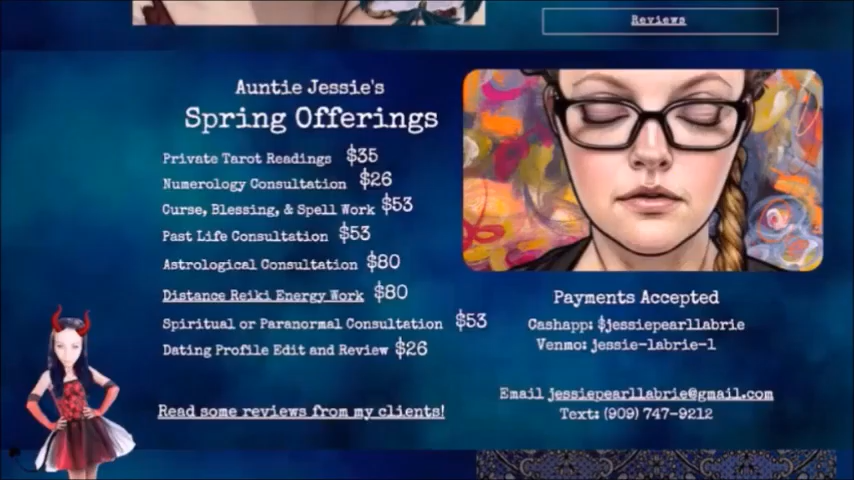 Reviews
Auntie Jessie's
Spring Offerings
Private Tarot Readings $35
Numerology Consultation $26
Curse, Blessing, & Spell Work $53
Past Life Consultation $53
Astrological Consultation $80
Distance Reiki Energy Work $80
Spiritual or Paranormal Consultation $53
Dating Profile Edit and Review $26
Read some reviews from my clients!
Payments Accepted
Cashapp: $jessiepearllabrie
Venmo: jessie-labrie-1
Email jessiepearllabrie@gmail.com
Text: (909) 747-9212